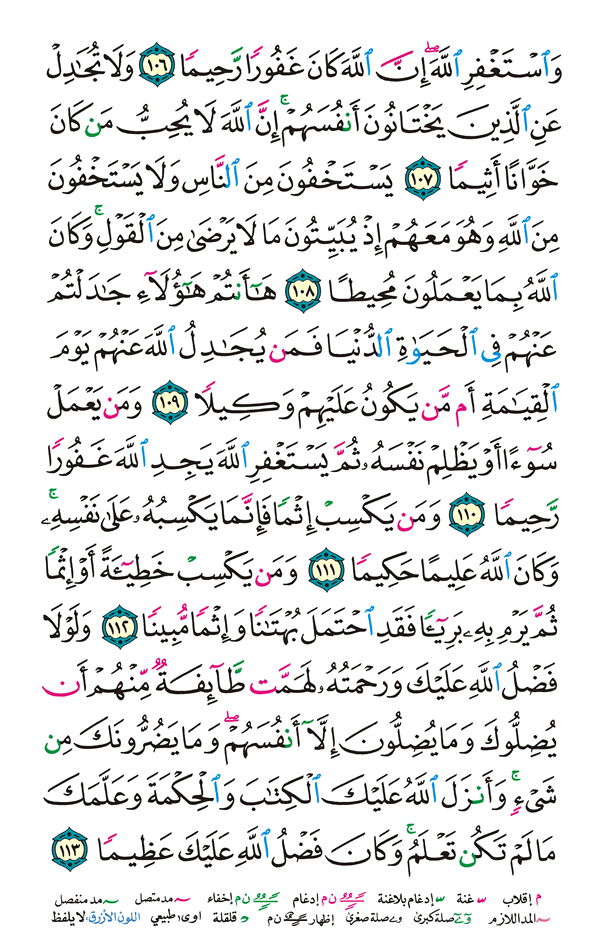 وَٱسۡتَغۡفِرِ ٱللَّهَۖ إِنَّ ٱللَّهَ كَانَ غَفُورٗا رَّحِيمٗا ١٠٦ وَلَا تُجَٰدِلۡ
عَنِ ٱلَّذِينَ يَخۡتَانُونَ أَنفُسَهُمۡۚ إِنَّ ٱللَّهَ لَا يُحِبُّ مَن كَانَ
خَوَّانًا أَثِيمٗا ١٠٧ يَسۡتَخۡفُونَ مِنَ ٱلنَّاسِ وَلَا يَسۡتَخۡفُونَ
مِنَ ٱللَّهِ وَهُوَ مَعَهُمۡ إِذۡ يُبَيِّتُونَ مَا لَا يَرۡضَىٰ مِنَ ٱلۡقَوۡلِۚ وَكَانَ
ٱللَّهُ بِمَا يَعۡمَلُونَ مُحِيطًا ١٠٨ هَٰٓأَنتُمۡ هَٰٓؤُلَآءِ جَٰدَلۡتُمۡ
عَنۡهُمۡ فِي ٱلۡحَيَوٰةِ ٱلدُّنۡيَا فَمَن يُجَٰدِلُ ٱللَّهَ عَنۡهُمۡ يَوۡمَ
ٱلۡقِيَٰمَةِ أَم مَّن يَكُونُ عَلَيۡهِمۡ وَكِيلٗا ١٠٩ وَمَن يَعۡمَلۡ
سُوٓءًا أَوۡ يَظۡلِمۡ نَفۡسَهُۥ ثُمَّ يَسۡتَغۡفِرِ ٱللَّهَ يَجِدِ ٱللَّهَ غَفُورٗا
رَّحِيمٗا ١١٠ وَمَن يَكۡسِبۡ إِثۡمٗا فَإِنَّمَا يَكۡسِبُهُۥ عَلَىٰ نَفۡسِهِۦۚ
وَكَانَ ٱللَّهُ عَلِيمًا حَكِيمٗا ١١١ وَمَن يَكۡسِبۡ خَطِيٓـَٔةً أَوۡ إِثۡمٗا
ثُمَّ يَرۡمِ بِهِۦ بَرِيٓـٔٗا فَقَدِ ٱحۡتَمَلَ بُهۡتَٰنٗا وَإِثۡمٗا مُّبِينٗا ١١٢ وَلَوۡلَا
فَضۡلُ ٱللَّهِ عَلَيۡكَ وَرَحۡمَتُهُۥ لَهَمَّت طَّآئِفَةٞ مِّنۡهُمۡ أَن
يُضِلُّوكَ وَمَا يُضِلُّونَ إِلَّآ أَنفُسَهُمۡۖ وَمَا يَضُرُّونَكَ مِن
شَيۡءٖۚ وَأَنزَلَ ٱللَّهُ عَلَيۡكَ ٱلۡكِتَٰبَ وَٱلۡحِكۡمَةَ وَعَلَّمَكَ
مَا لَمۡ تَكُن تَعۡلَمُۚ وَكَانَ فَضۡلُ ٱللَّهِ عَلَيۡكَ عَظِيمٗا ١١٣
م إقلاب غنة إدغام بلاغنة ن م إدغام ن م إخفاء مد متصل مد منفصل
المد اللازم صلة كبرى صلة صغرى إظهار ن م قلقلة اوى: طبيعي اللون الأزرق: لا يلفظ